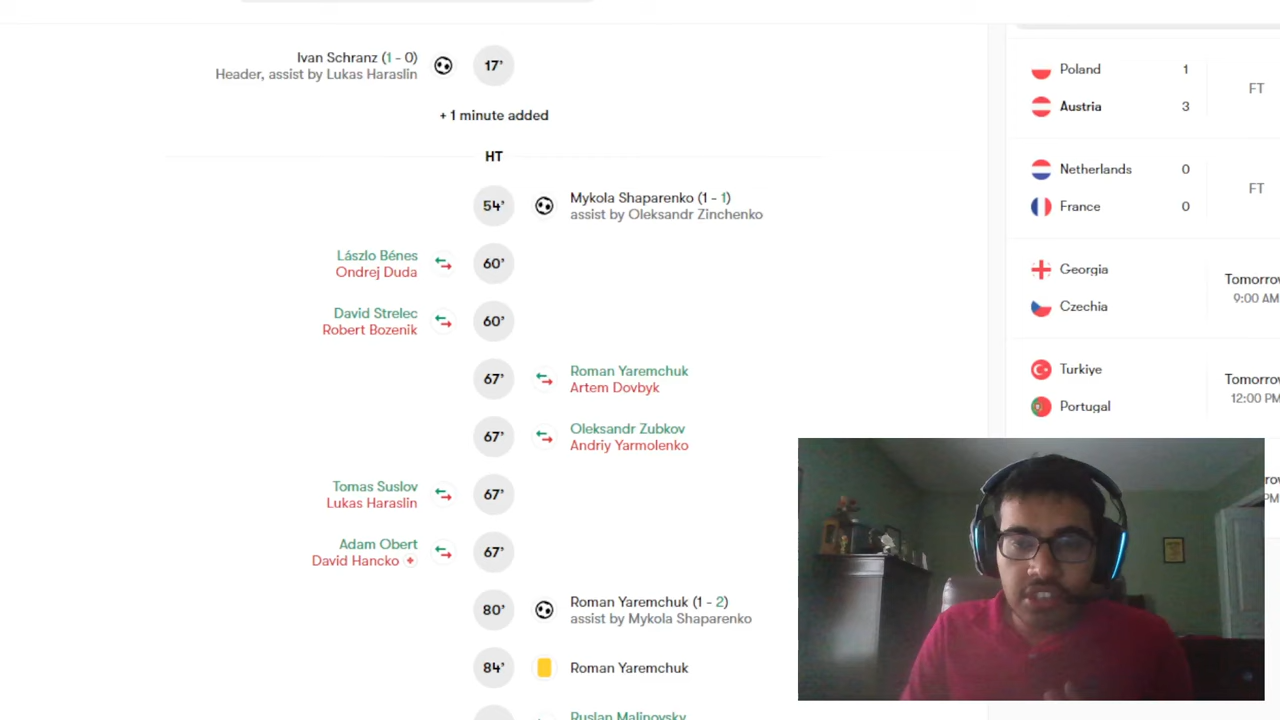 Ivan Schranz (1 - 0)
Header, assist by Lukas Haraslin
17'
+ 1 minute added
HT
54'
Mykola Shaparenko (1 - 1)
assist by Oleksandr Zinchenko
Lászlo Bénes
Ondrej Duda
60'
David Strelec
Robert Bozenik
60'
67'
Roman Yaremchuk
Artem Dovbyk
67'
Oleksandr Zubkov
Andriy Yarmolenko
Tomas Suslov
Lukas Haraslin
67'
Adam Obert
David Hancko
67'
80'
Roman Yaremchuk (1 - 2)
assist by Mykola Shaparenko
84'
Roman Yaremchuk
Ruslan Malinovsky
Poland 1
Austria 3
FT
Netherlands 0
France 0
FT
Georgia
Czechia
Tomorrow
9:00 AM
Turkiye
Portugal
Tomorrow
12:00 PM